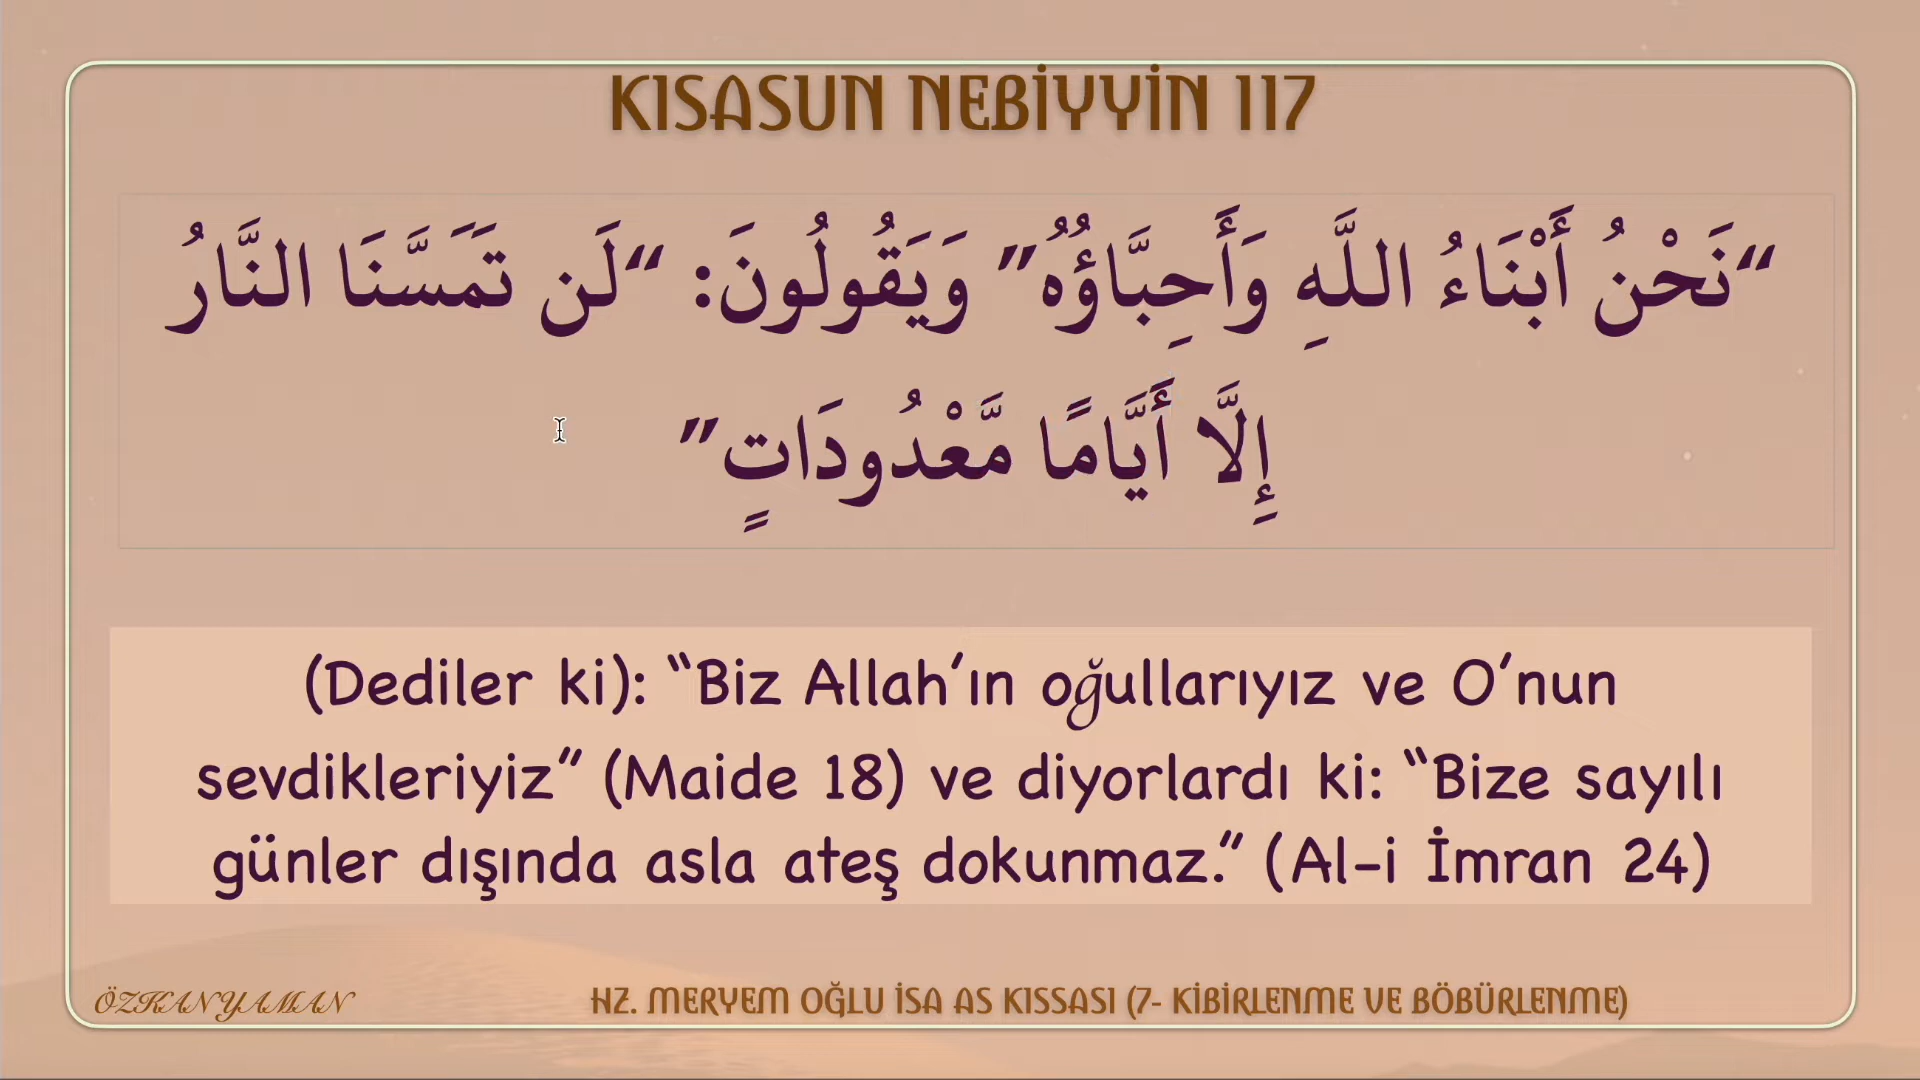 KISASUN NEBİYYİN 117
“نَحْنُ أَبْنَاءُ اللَّهِ وَأَحِبَّاؤُهُ” وَيَقُولُونَ: “لَن تَمَسَّنَا النَّارُ
إِلَّا أَيَّامًا مَّعْدُودَاتٍ”
(Dediler ki): “Biz Allah’ın oğullarıyız ve O’nun
sevdikleriyiz” (Maide 18) ve diyorlardı ki: “Bize sayılı
günler dışında asla ateş dokunmaz.” (Al-i İmran 24)
ÖZKAN YAMAN
HZ. MERYEM OĞLU İSA AS KISSASI (7- KİBİRLENME VE BÖBÜRLENME)